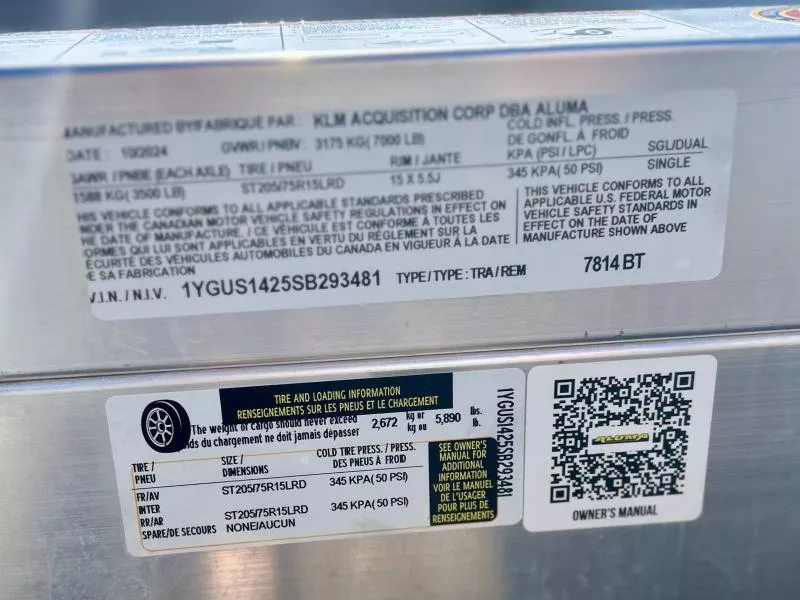 MANUFACTURED BY/FABRIQUE PAR : KLM ACQUISITION CORP DBA ALUMA
DATE : 10/2024 GVWR / PNBV : 3175 KG( 7000 LB) COLD INFL. PRESS. / PRESS.
DE GONFL. À FROID
GAWR / PNBE (EACH AXLE) TIRE / PNEU RIM / JANTE KPA (PSI / LPC) SGL/DUAL
1588 KG( 3500 LB) ST205/75R15LRD 15 X 5.5J 345 KPA( 50 PSI) SINGLE
THIS VEHICLE CONFORMS TO ALL APPLICABLE STANDARDS PRESCRIBED
UNDER THE CANADIAN MOTOR VEHICLE SAFETY REGULATIONS IN EFFECT ON
THE DATE OF MANUFACTURE. / CE VÉHICULE EST CONFORME À TOUTES LES
NORMES QUI LUI SONT APPLICABLES EN VERTU DU RÈGLEMENT SUR LA
SÉCURITÉ DES VÉHICULES AUTOMOBILES DU CANADA EN VIGUEUR À LA DATE
DE SA FABRICATION
THIS VEHICLE CONFORMS TO ALL
APPLICABLE U.S. FEDERAL MOTOR
VEHICLE SAFETY STANDARDS IN
EFFECT ON THE DATE OF
MANUFACTURE SHOWN ABOVE
V.I.N. / N.I.V. 1YGUS1425SB293481 TYPE / TYPE : TRA / REM 7814 BT
TIRE AND LOADING INFORMATION
RENSEIGNEMENTS SUR LES PNEUS ET LE CHARGEMENT
The weight of cargo should never exceed 2,672 kg or 5,890 lbs.
ds du chargement ne doit jamais dépasser kg ou lb.
TIRE / SIZE / COLD TIRE PRESS. / PRESS.
PNEU DIMENSIONS DES PNEUS À FROID
FR/AV ST205/75R15LRD 345 KPA( 50 PSI)
INTER
RR/AR ST205/75R15LRD 345 KPA( 50 PSI)
SPARE/DE SECOURS NONE/AUCUN
SEE OWNER'S
MANUAL FOR
ADDITIONAL
INFORMATION
VOIR LE MANUEL
DE L'USAGER
POUR PLUS DE
RENSEIGNEMENTS
1YGUS1425SB293481
ALUMA
OWNER'S MANUAL